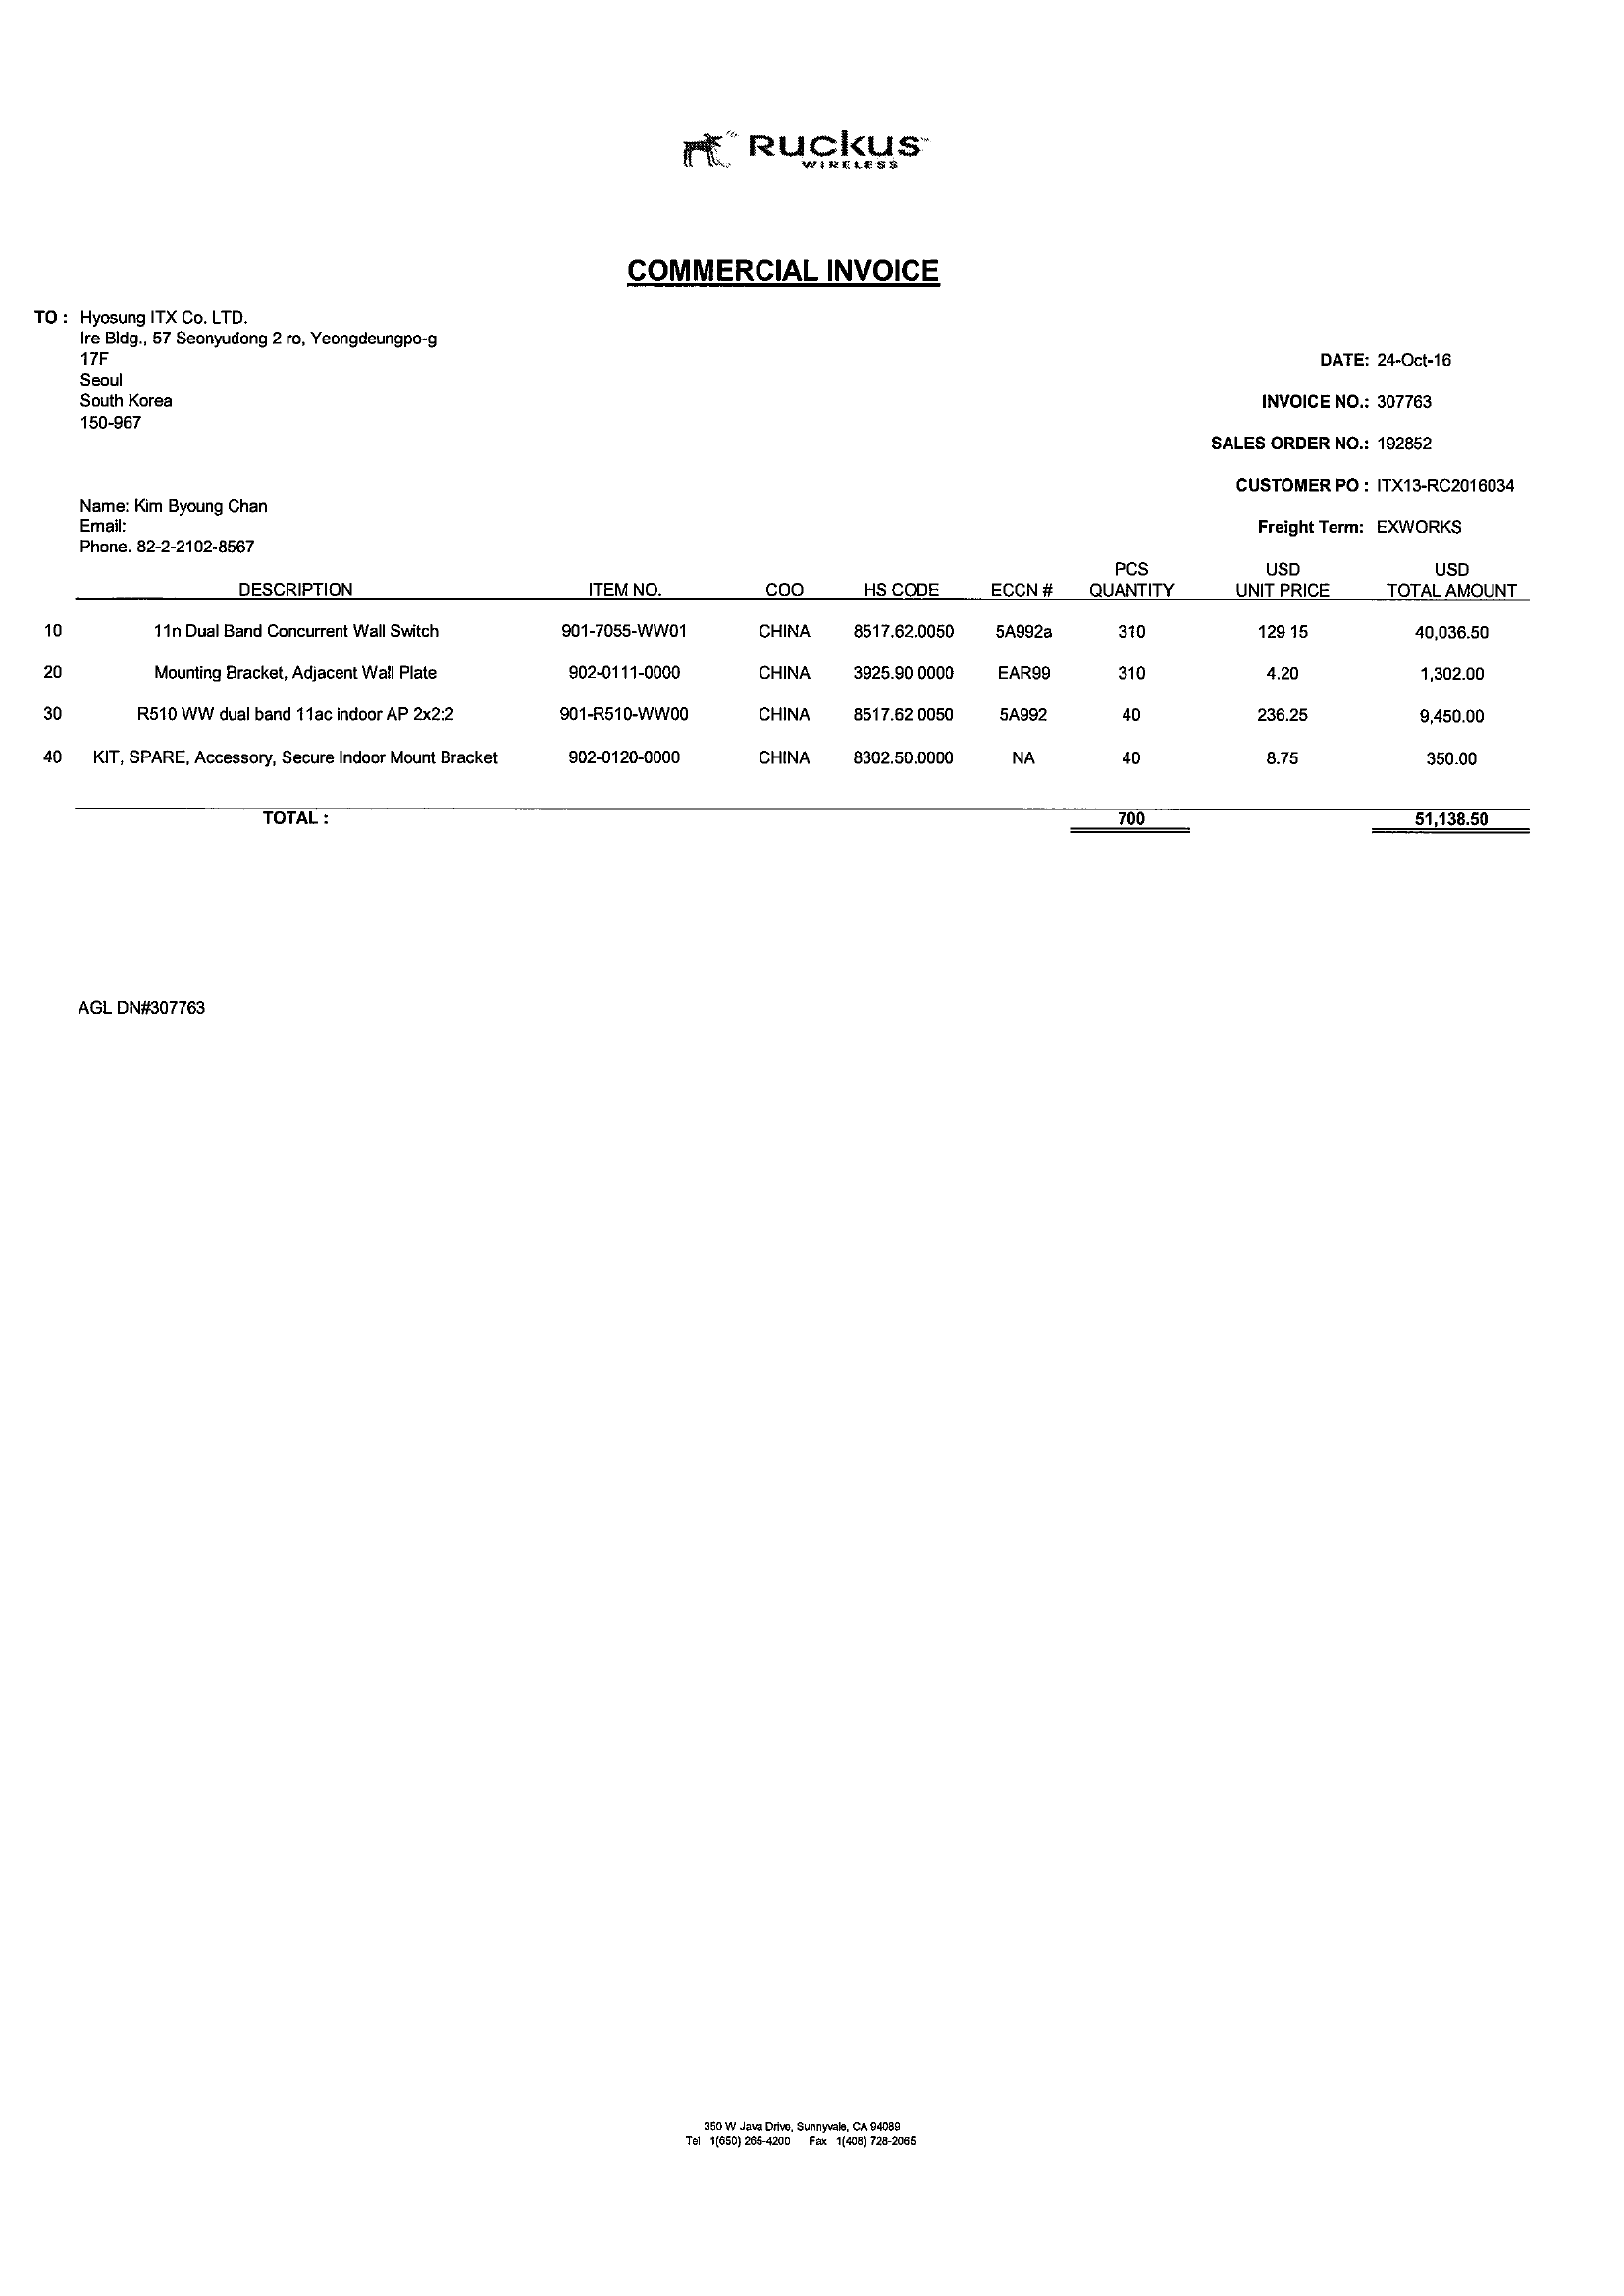 RUCKUS
WIRELESS
COMMERCIAL INVOICE
TO : Hyosung ITX Co. LTD.
Ire Bldg., 57 Seonyudong 2 ro, Yeongdeungpo-g
17F
Seoul
South Korea
150-967
DATE: 24-Oct-16
INVOICE NO.: 307763
SALES ORDER NO.: 192852
CUSTOMER PO : ITX13-RC2016034
Freight Term: EXWORKS
Name: Kim Byoung Chan
Email:
Phone. 82-2-2102-8567
PCS USD USD
DESCRIPTION ITEM NO. COO HS CODE ECCN # QUANTITY UNIT PRICE TOTAL AMOUNT
10 11n Dual Band Concurrent Wall Switch 901-7055-WW01 CHINA 8517.62.0050 5A992a 310 129 15 40,036.50
20 Mounting Bracket, Adjacent Wall Plate 902-0111-0000 CHINA 3925.90 0000 EAR99 310 4.20 1,302.00
30 R510 WW dual band 11ac indoor AP 2x2:2 901-R510-WW00 CHINA 8517.62 0050 5A992 40 236.25 9,450.00
40 KIT, SPARE, Accessory, Secure Indoor Mount Bracket 902-0120-0000 CHINA 8302.50.0000 NA 40 8.75 350.00
TOTAL : 700 51,138.50
AGL DN#307763
350 W Java Drive, Sunnyvale, CA 94089
Tel 1(650) 265-4200 Fax 1(408) 728-2065